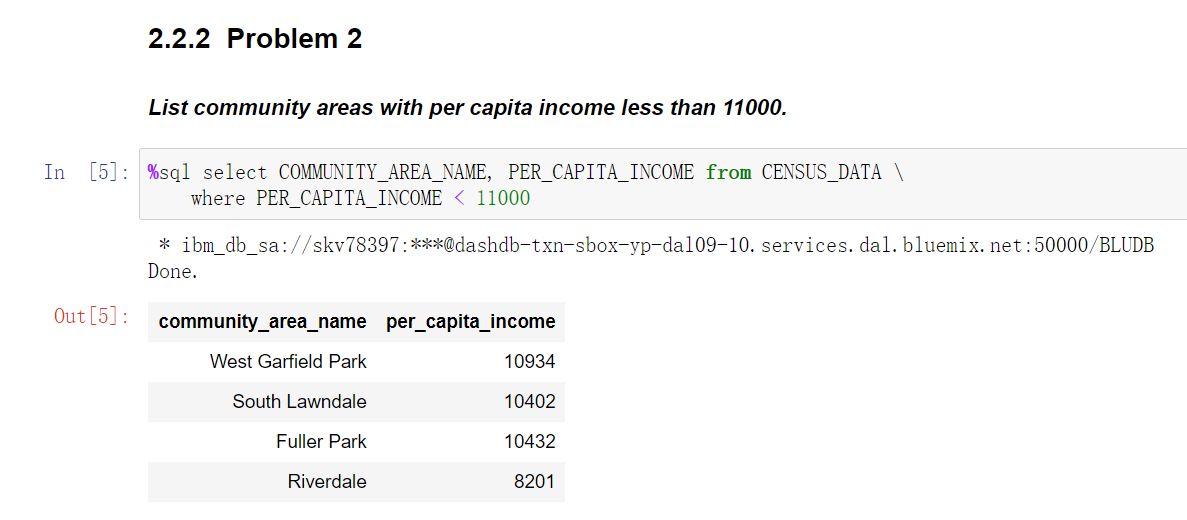 2.2.2 Problem 2
List community areas with per capita income less than 11000.
In [5]: %sql select COMMUNITY_AREA_NAME, PER_CAPITA_INCOME from CENSUS_DATA \
where PER_CAPITA_INCOME < 11000
* ibm_db_sa://skv78397:***@dashdb-txn-sbox-yp-dal09-10.services.dal.bluemix.net:50000/BLUDB
Done.
Out[5]: community_area_name per_capita_income
West Garfield Park 10934
South Lawndale 10402
Fuller Park 10432
Riverdale 8201